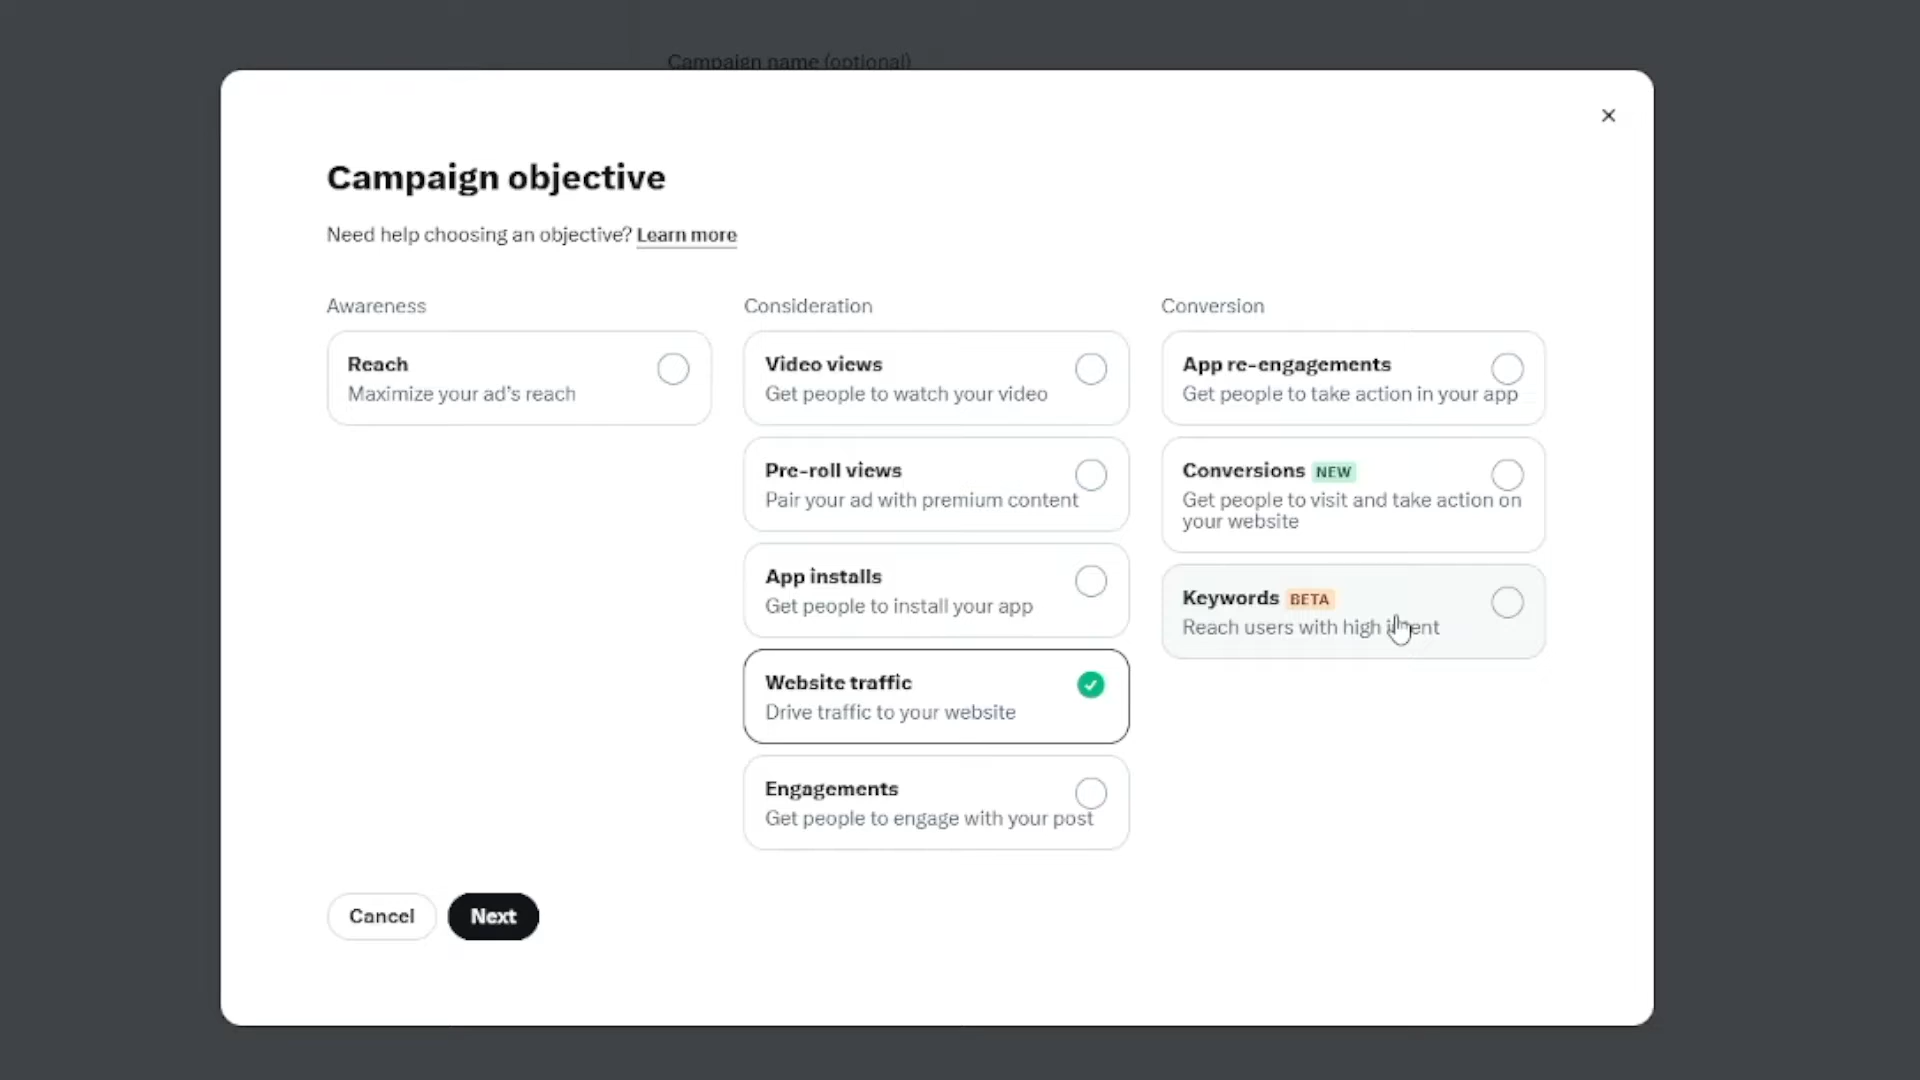 Campaign name (optional)
Campaign objective
Need help choosing an objective? Learn more
Awareness
Reach
Maximize your ad's reach
Consideration
Video views
Get people to watch your video
Pre-roll views
Pair your ad with premium content
App installs
Get people to install your app
Website traffic
Drive traffic to your website
Engagements
Get people to engage with your post
Conversion
App re-engagements
Get people to take action in your app
Conversions NEW
Get people to visit and take action on
your website
Keywords BETA
Reach users with high intent
Cancel
Next